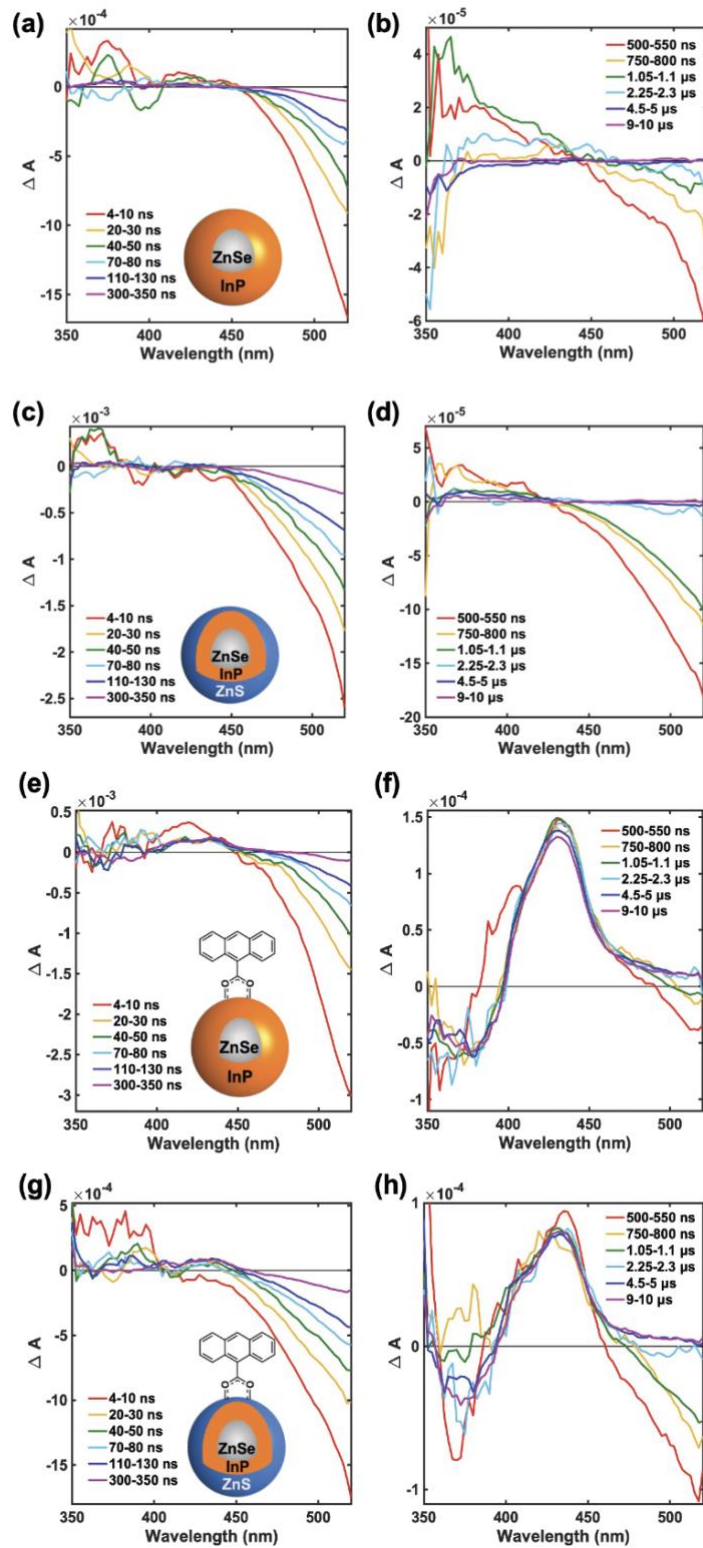 (a)
×10⁻⁴
0
-5
-10
-15
Δ A
4-10 ns
20-30 ns
40-50 ns
70-80 ns
110-130 ns
300-350 ns
ZnSe
InP
350 400 450 500
Wavelength (nm)
(b)
×10⁻⁵
4
2
0
-2
-4
-6
Δ A
500-550 ns
750-800 ns
1.05-1.1 µs
2.25-2.3 µs
4.5-5 µs
9-10 µs
350 400 450 500
Wavelength (nm)
(c)
×10⁻³
0
-0.5
-1
-1.5
-2
-2.5
Δ A
4-10 ns
20-30 ns
40-50 ns
70-80 ns
110-130 ns
300-350 ns
ZnSe
InP
ZnS
350 400 450 500
Wavelength (nm)
(d)
×10⁻⁵
5
0
-5
-10
-15
-20
Δ A
500-550 ns
750-800 ns
1.05-1.1 µs
2.25-2.3 µs
4.5-5 µs
9-10 µs
350 400 450 500
Wavelength (nm)
(e)
×10⁻³
0.5
0
-0.5
-1
-1.5
-2
-2.5
-3
Δ A
4-10 ns
20-30 ns
40-50 ns
70-80 ns
110-130 ns
300-350 ns
O O
ZnSe
InP
350 400 450 500
Wavelength (nm)
(f)
×10⁻⁴
1.5
1
0.5
0
-0.5
-1
Δ A
500-550 ns
750-800 ns
1.05-1.1 µs
2.25-2.3 µs
4.5-5 µs
9-10 µs
350 400 450 500
Wavelength (nm)
(g)
×10⁻⁴
5
0
-5
-10
-15
Δ A
4-10 ns
20-30 ns
40-50 ns
70-80 ns
110-130 ns
300-350 ns
O O
ZnSe
InP
ZnS
350 400 450 500
Wavelength (nm)
(h)
×10⁻⁴
1
0
-1
Δ A
500-550 ns
750-800 ns
1.05-1.1 µs
2.25-2.3 µs
4.5-5 µs
9-10 µs
350 400 450 500
Wavelength (nm)